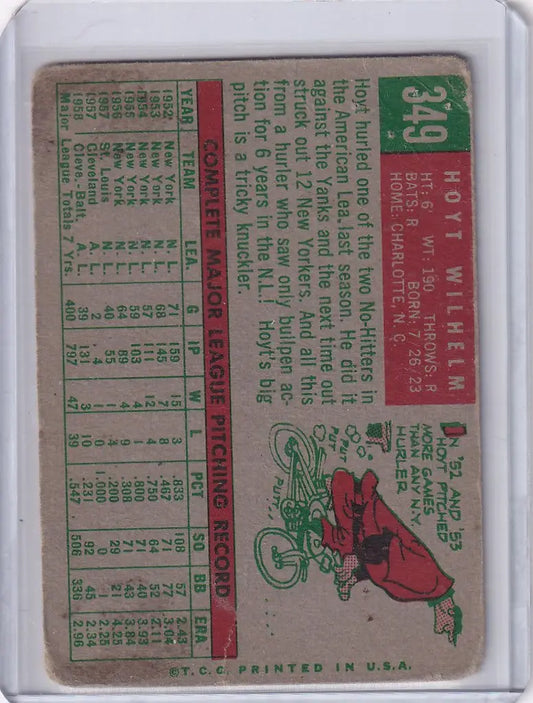 349
HOYT WILHELM
HT: 6' WT: 190 THROWS: R
BATS: R BORN: 7/26/23
HOME: CHARLOTTE, N. C.
Hoyt hurled one of the two No-Hitters in
the American Lea. last season. He did it
against the Yanks and the next time out
struck out 12 New Yorkers. And all this
from a hurler who saw only bullpen ac-
tion for 6 years in the N.L.! Hoyt's big
pitch is a tricky knuckler.
IN '52 AND '53
HOYT PITCHED
MORE GAMES
THAN ANY N.Y.
HURLER.
PUT
PUT
PUT..
COMPLETE MAJOR LEAGUE PITCHING RECORD
YEAR TEAM LEA. G IP W L PCT SO BB ERA
1952 New York N. L. 71 159 15 3 .833 108 57 2.43
1953 New York N. L. 68 145 7 8 .467 71 77 3.04
1954 New York N. L. 57 111 12 4 .750 64 52 2.11
1955 New York N. L. 59 103 4 1 .800 71 40 3.93
1956 New York N. L. 64 89 4 9 .308 71 43 3.84
1957 St. Louis N. L. 40 55 1 4 .200 29 21 4.25
1957 Cleveland A. L. 2 4 1 0 1.000 0 1 2.25
1958 Cleve.-Balt. A. L. 39 131 3 10 .231 92 45 2.34
Major League Totals 7 Yrs. 400 797 47 39 .547 506 336 2.96
©T.C.G. PRINTED IN U.S.A.